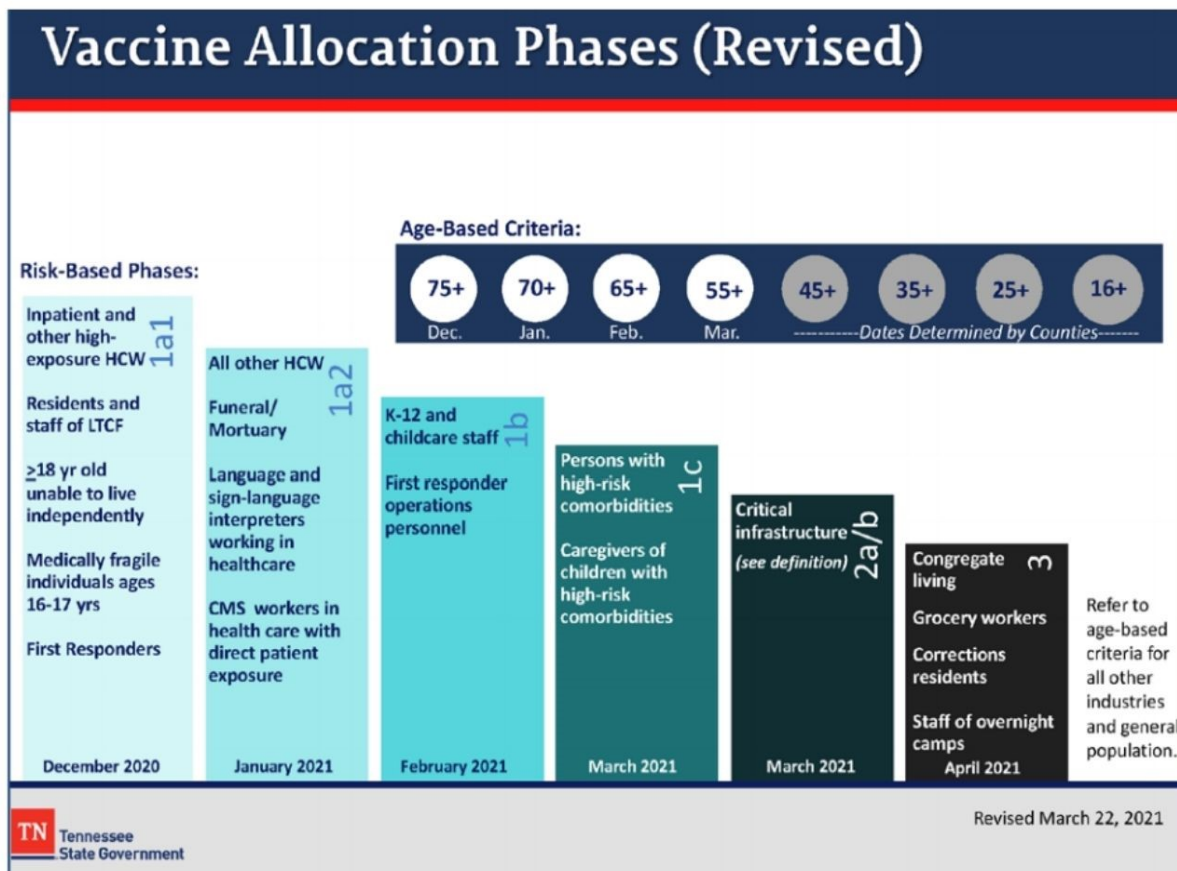 Vaccine Allocation Phases (Revised)
Age-Based Criteria:
75+
70+
65+
55+
45+
35+
25+
16+
Dec.
Jan.
Feb.
Mar.
-----------Dates Determined by Counties-------
Risk-Based Phases:
Inpatient and
other high-
exposure HCW
1a1
Residents and
staff of LTCF
≥18 yr old
unable to live
independently
Medically fragile
individuals ages
16-17 yrs
First Responders
December 2020
All other HCW
1a2
Funeral/
Mortuary
Language and
sign-language
interpreters
working in
healthcare
CMS workers in
health care with
direct patient
exposure
January 2021
K-12 and
childcare staff
1b
First responder
operations
personnel
February 2021
Persons with
high-risk
comorbidities
1c
Caregivers of
children with
high-risk
comorbidities
March 2021
Critical
infrastructure
(see definition)
2a/b
March 2021
Congregate
living
3
Grocery workers
Corrections
residents
Staff of overnight
camps
April 2021
Refer to
age-based
criteria for
all other
industries
and general
population.
Revised March 22, 2021
TN
Tennessee
State Government